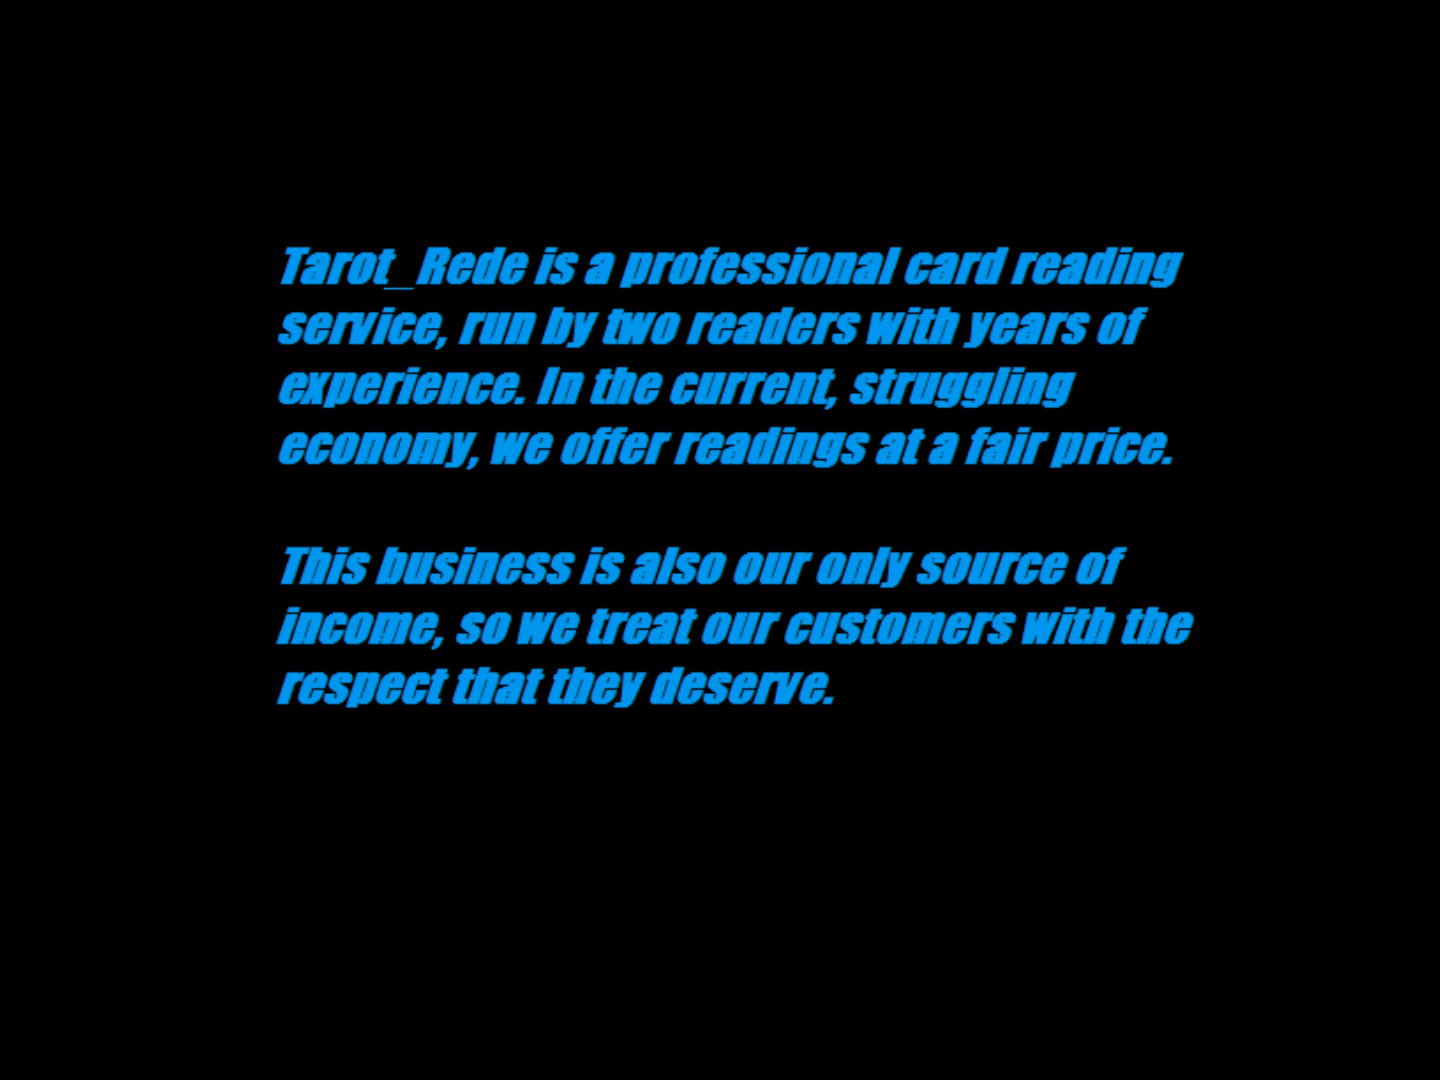 Tarot_Rede is a professional card reading
service, run by two readers with years of
experience. In the current, struggling
economy, we offer readings at a fair price.
This business is also our only source of
income, so we treat our customers with the
respect that they deserve.